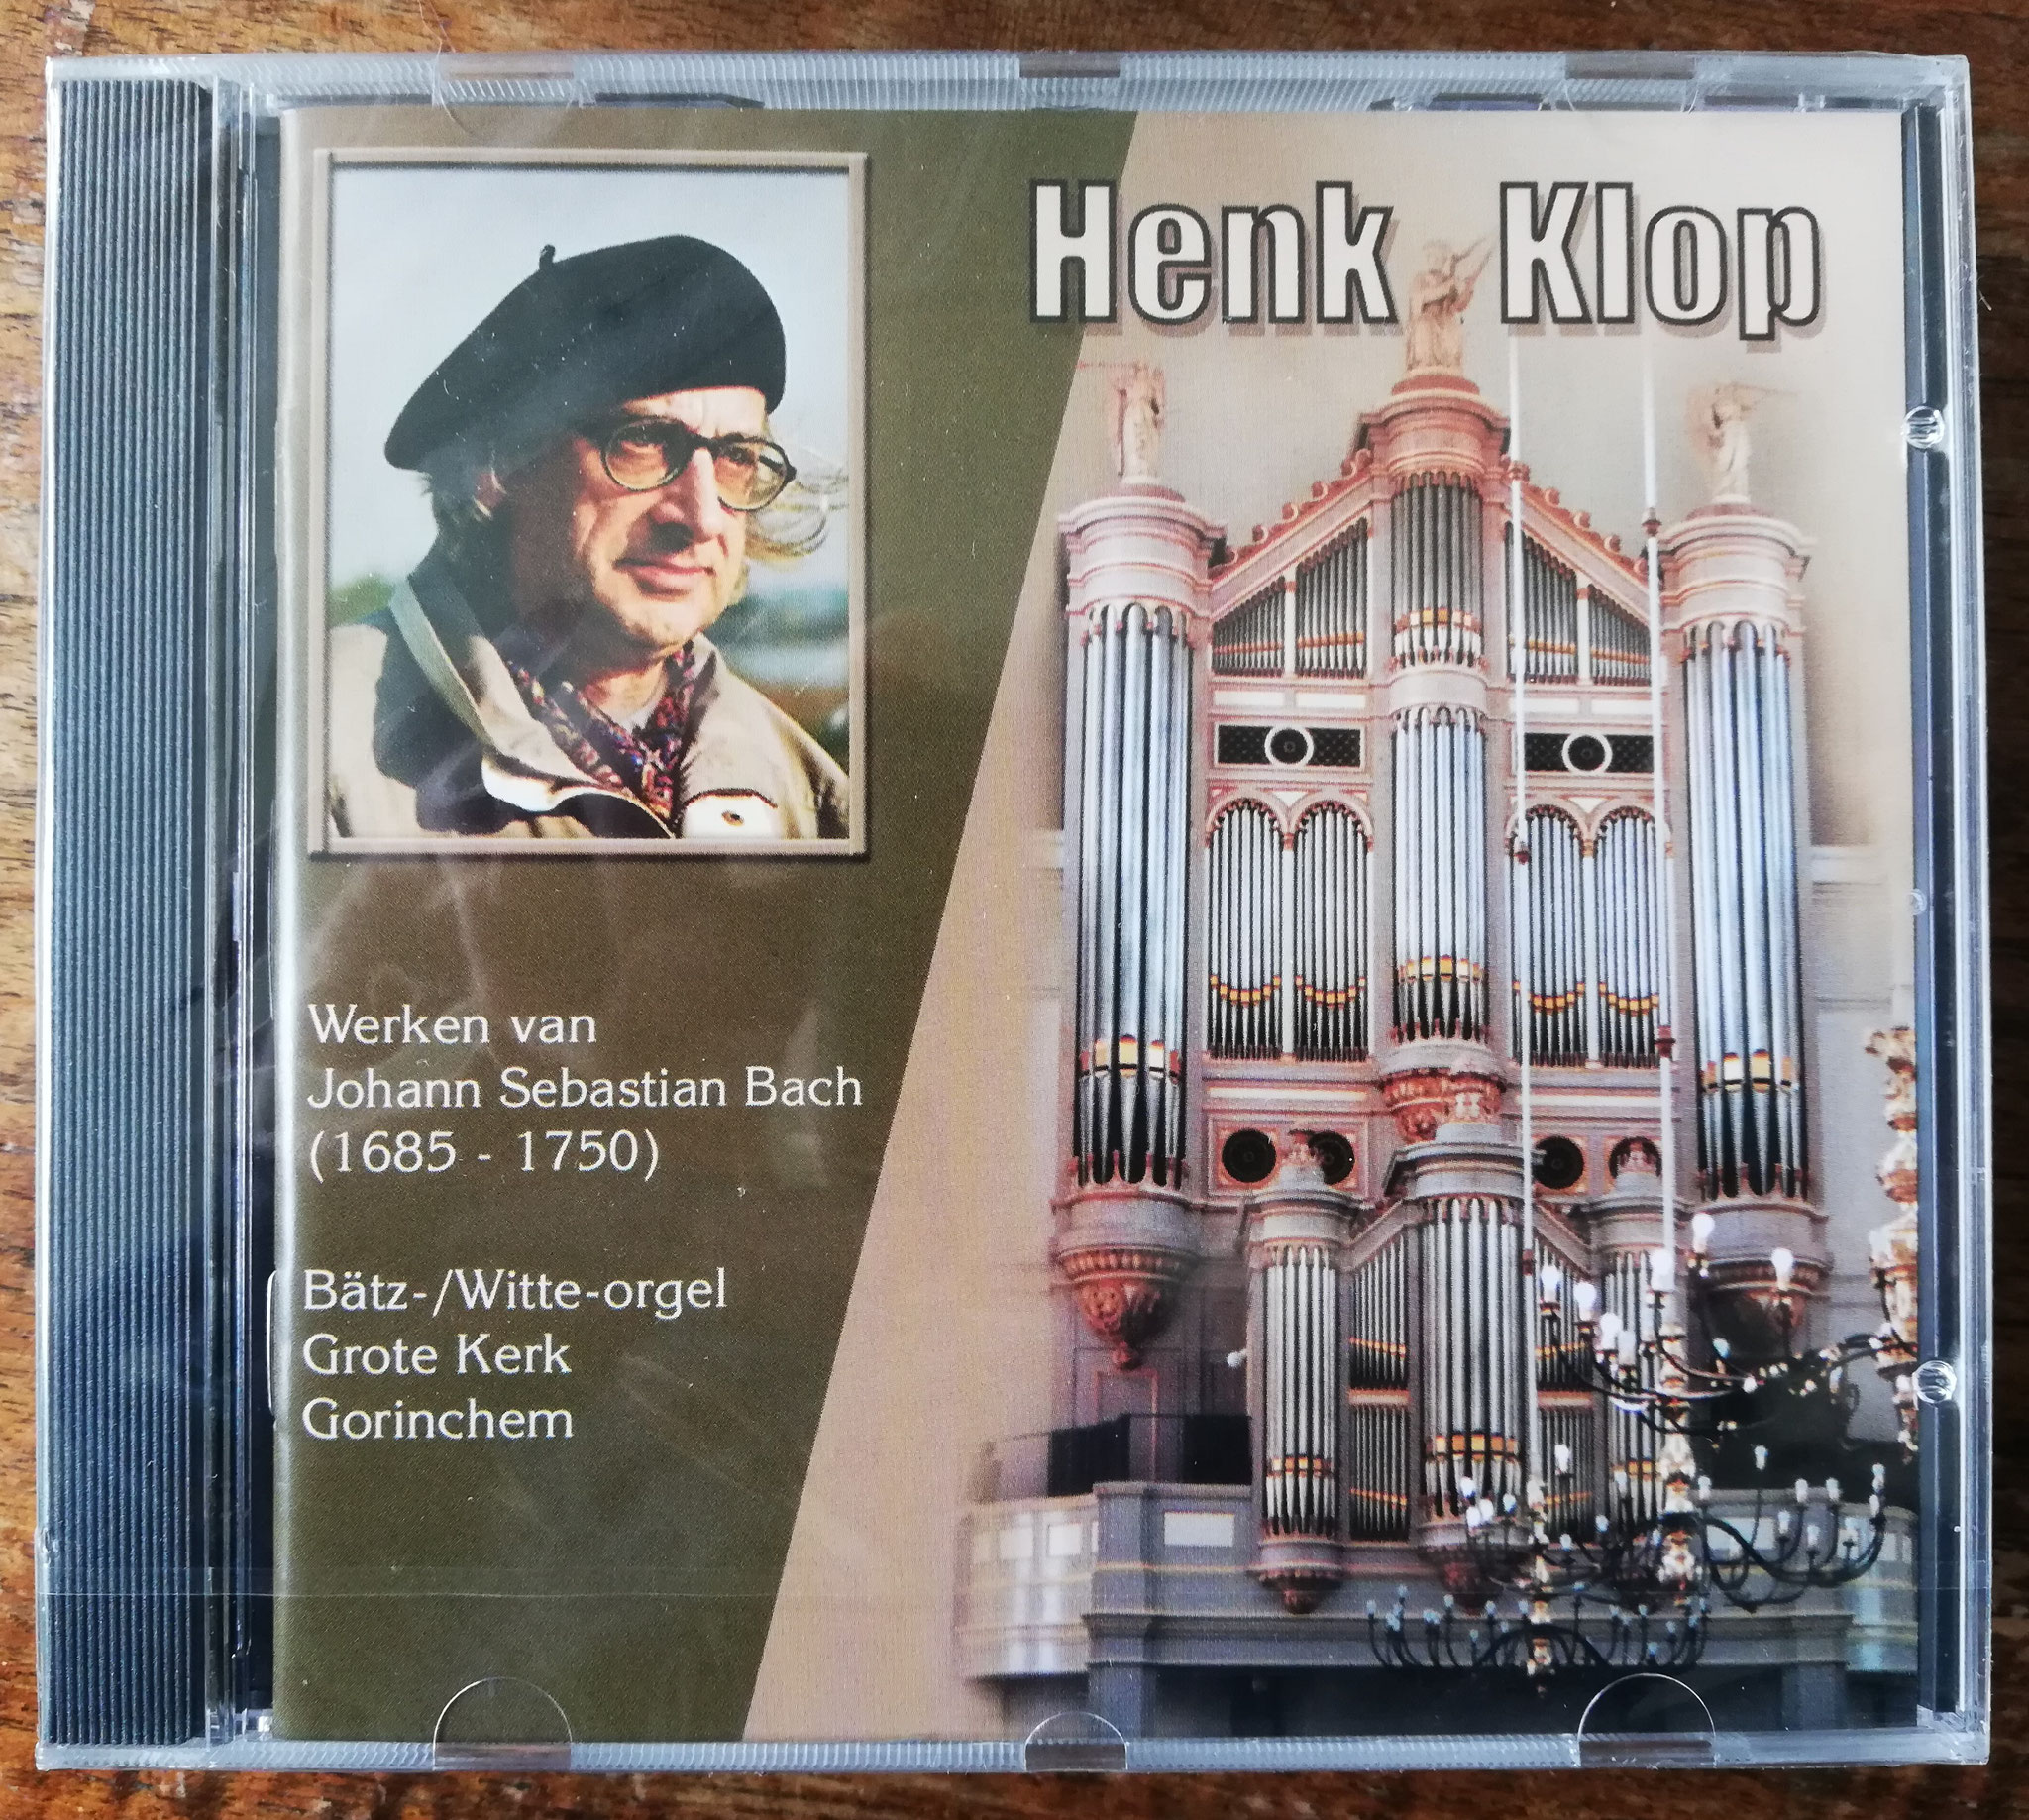 Henk Klop
Werken van
Johann Sebastian Bach
(1685 - 1750)
Bätz-/Witte-orgel
Grote Kerk
Gorinchem